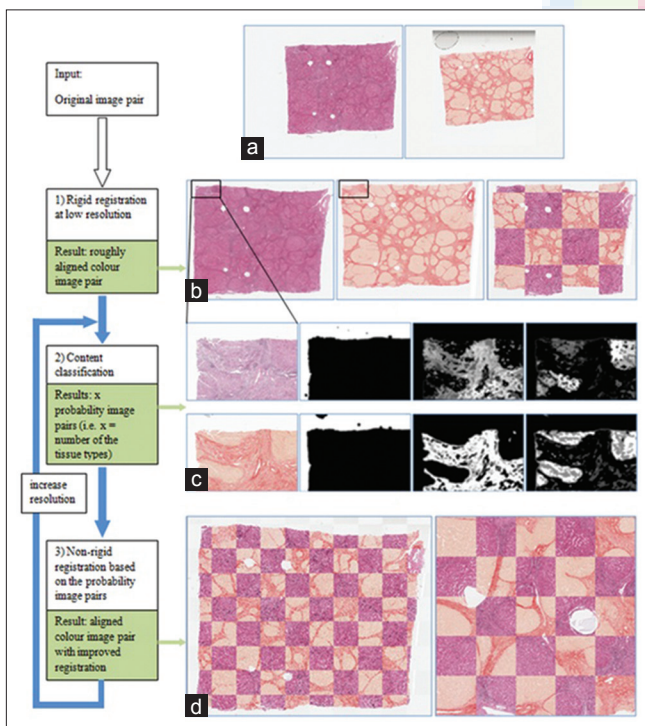 Input:
Original image pair
1) Rigid registration
at low resolution
Result: roughly
aligned colour
image pair
2) Content
classification
Results: x
probability image
pairs (i.e. x =
number of the
tissue types)
increase
resolution
3) Non-rigid
registration based
on the probability
image pairs
Result: aligned
colour image pair
with improved
registration
a
b
c
d